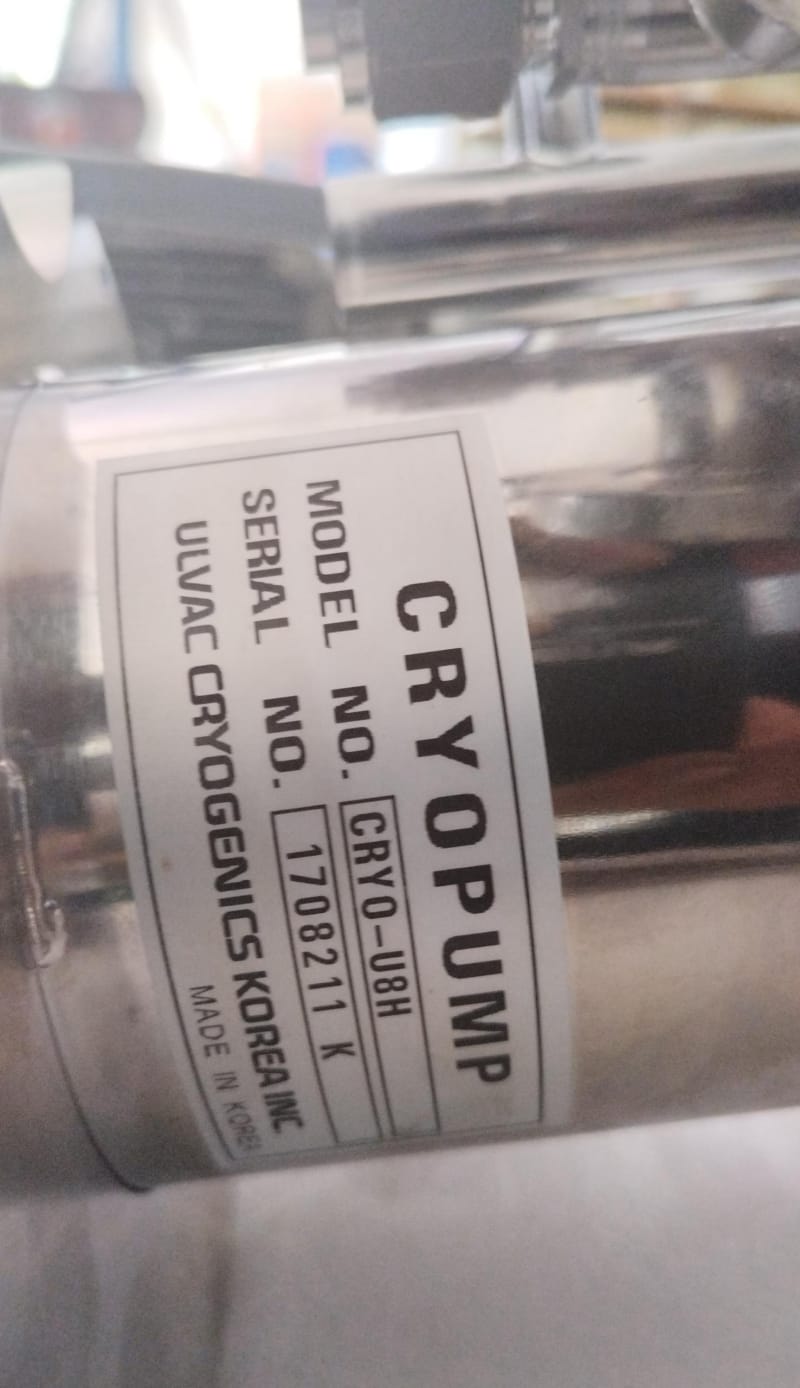 CRYOPUMP
MODEL NO. CRYO-U8H
SERIAL NO. 1708211 K
ULVAC CRYOGENICS KOREA INC.
MADE IN KOREA